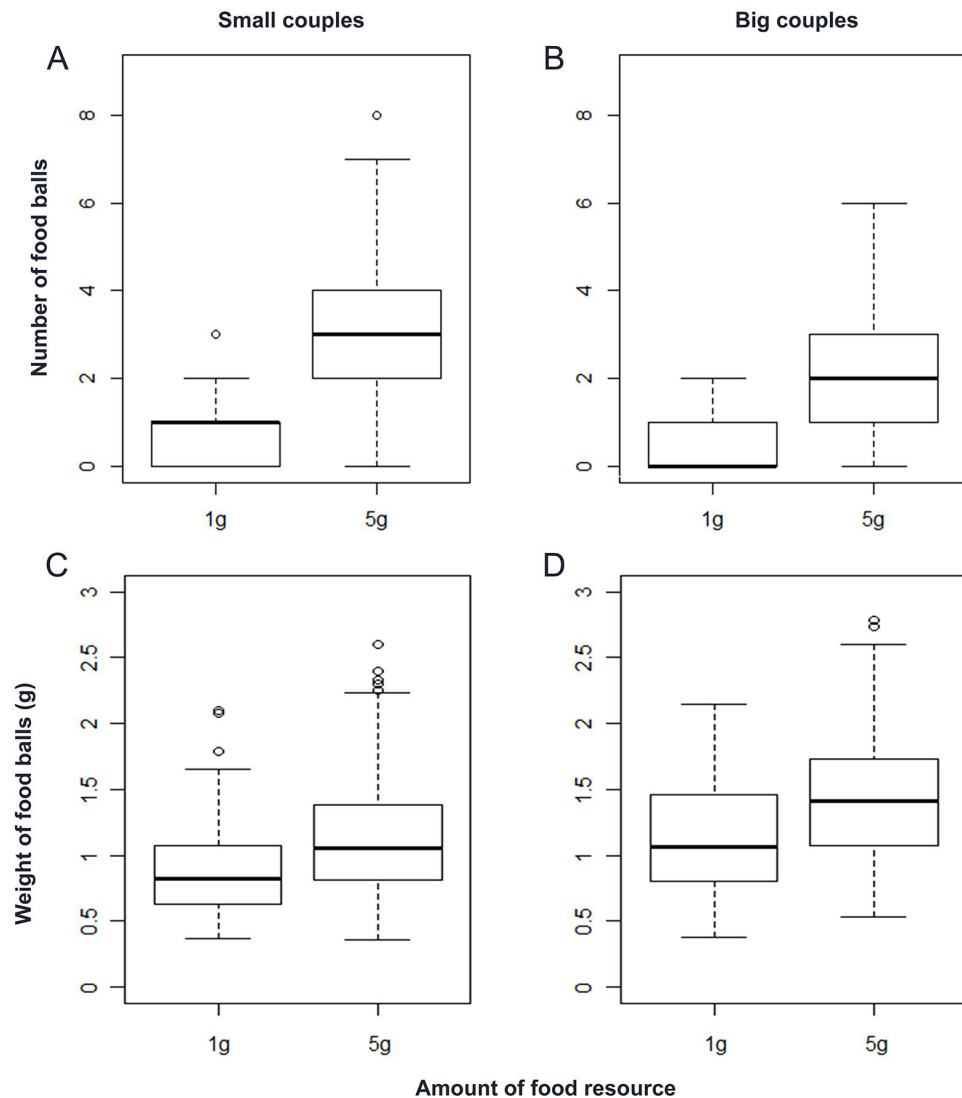 Small couples
Big couples
A
B
Number of food balls
8
6
4
2
0
8
6
4
2
0
1g
5g
1g
5g
C
D
Weight of food balls (g)
3
2.5
2
1.5
1
0.5
0
3
2.5
2
1.5
1
0.5
0
1g
5g
1g
5g
Amount of food resource